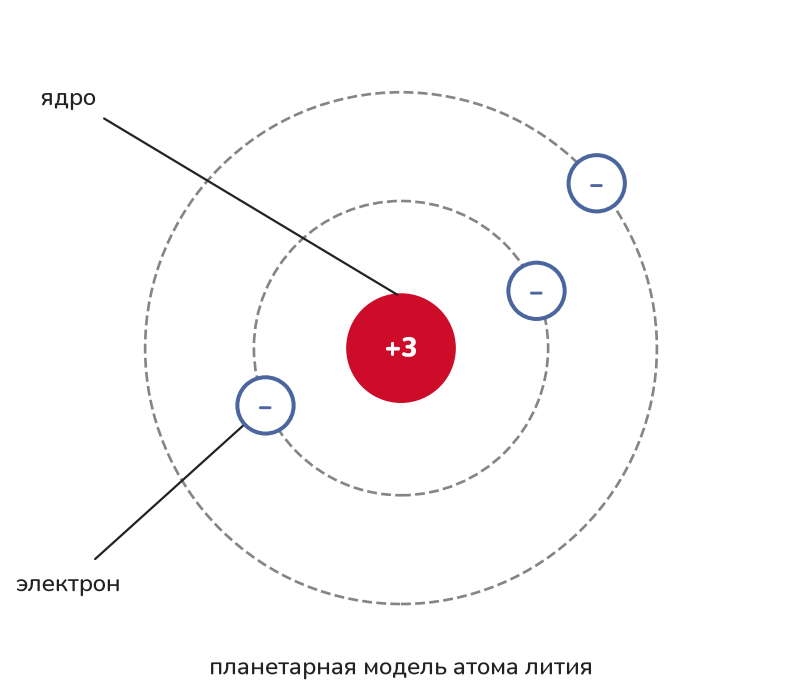 ядро
–
–
+3
–
электрон
планетарная модель атома лития